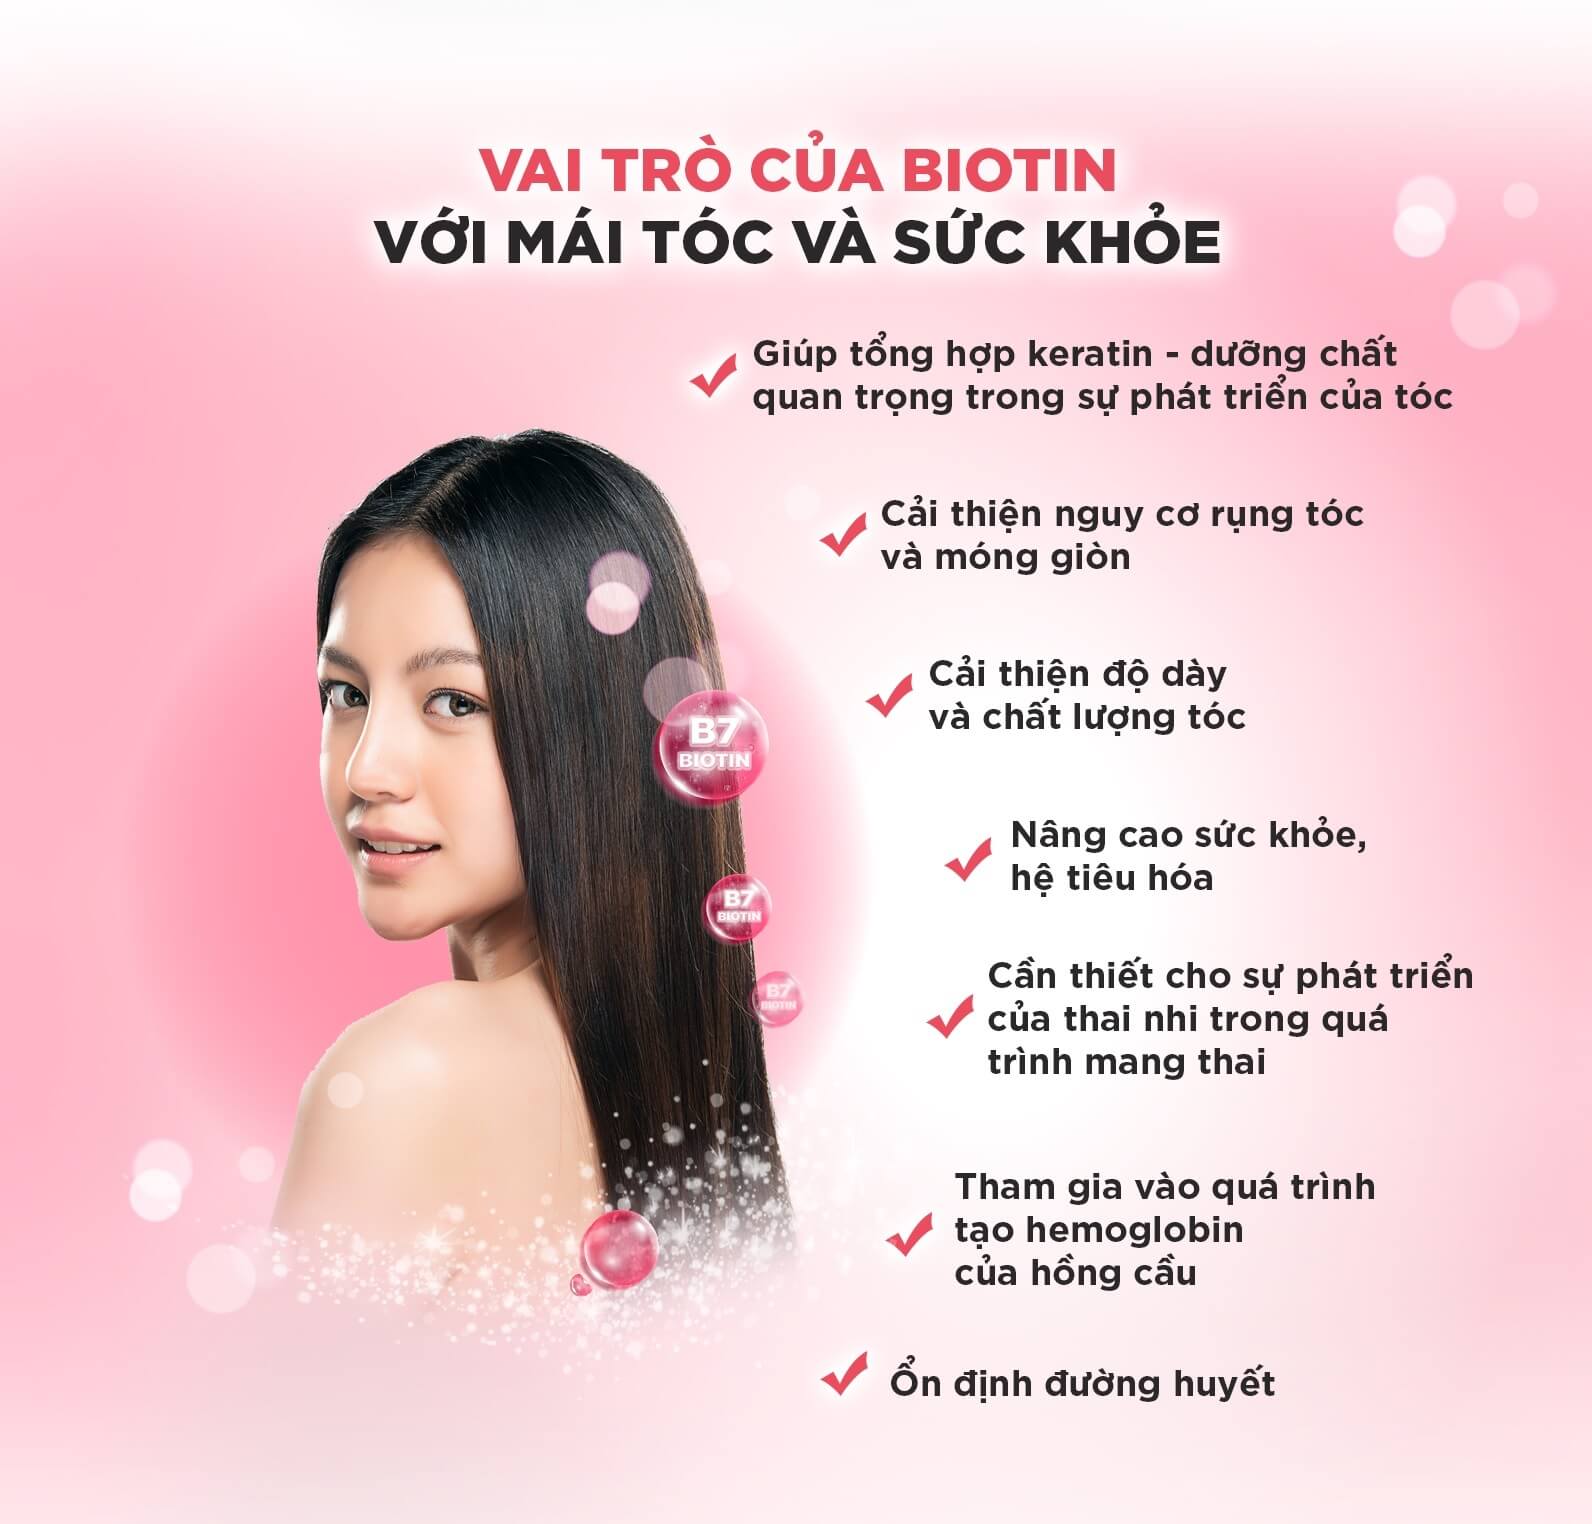 VAI TRÒ CỦA BIOTIN
VỚI MÁI TÓC VÀ SỨC KHỎE
Giúp tổng hợp keratin - dưỡng chất
quan trọng trong sự phát triển của tóc
Cải thiện nguy cơ rụng tóc
và móng giòn
Cải thiện độ dày
và chất lượng tóc
B7
BIOTIN
Nâng cao sức khỏe,
hệ tiêu hóa
B7
BIOTIN
Cần thiết cho sự phát triển
của thai nhi trong quá
trình mang thai
B7
BIOTIN
Tham gia vào quá trình
tạo hemoglobin
của hồng cầu
Ổn định đường huyết